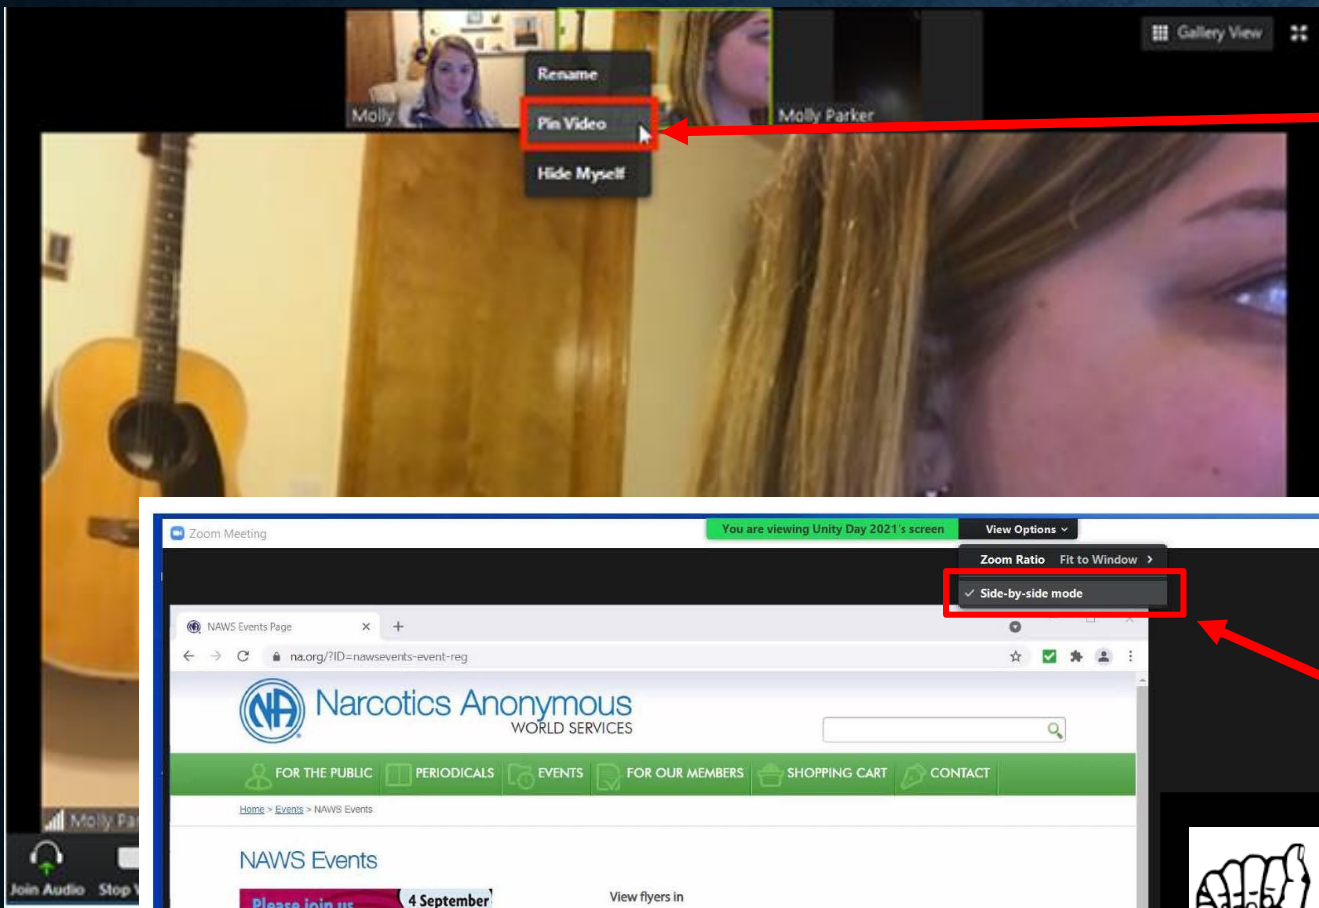 Gallery View
Rename
Molly
Pin Video
Molly Parker
Hide Myself
Molly Par
Join Audio Stop V
Zoom Meeting
You are viewing Unity Day 2021's screen
View Options
Zoom Ratio Fit to Window
Side-by-side mode
NAWS Events Page
na.org/?ID=nawsevents-event-reg
NA
Narcotics Anonymous
WORLD SERVICES
FOR THE PUBLIC PERIODICALS EVENTS FOR OUR MEMBERS SHOPPING CART CONTACT
Home > Events > NAWS Events
NAWS Events
Please join us
4 September
View flyers in